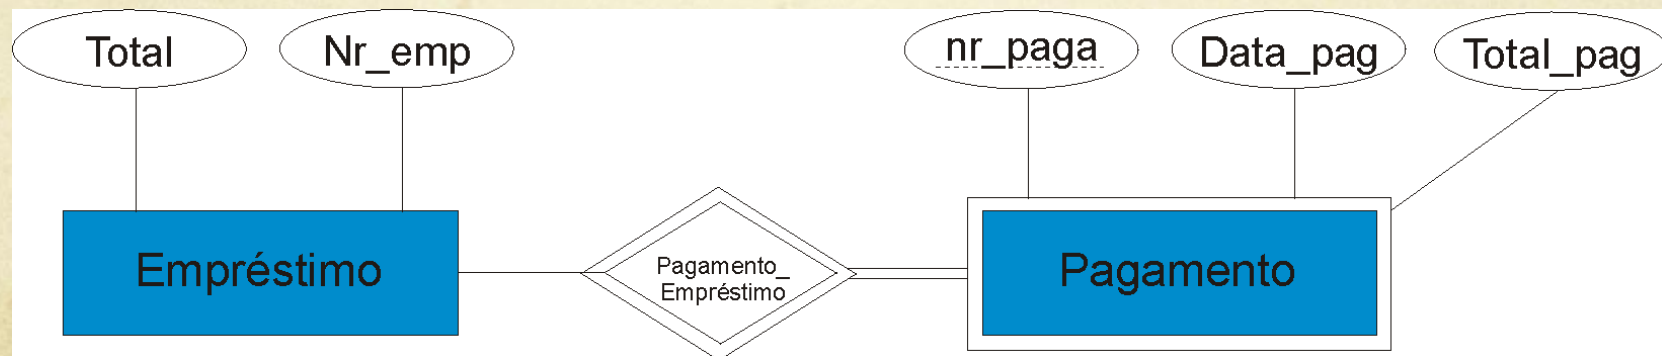 Total
Nr_emp
nr_paga
Data_pag
Total_pag
Empréstimo
Pagamento_
Empréstimo
Pagamento